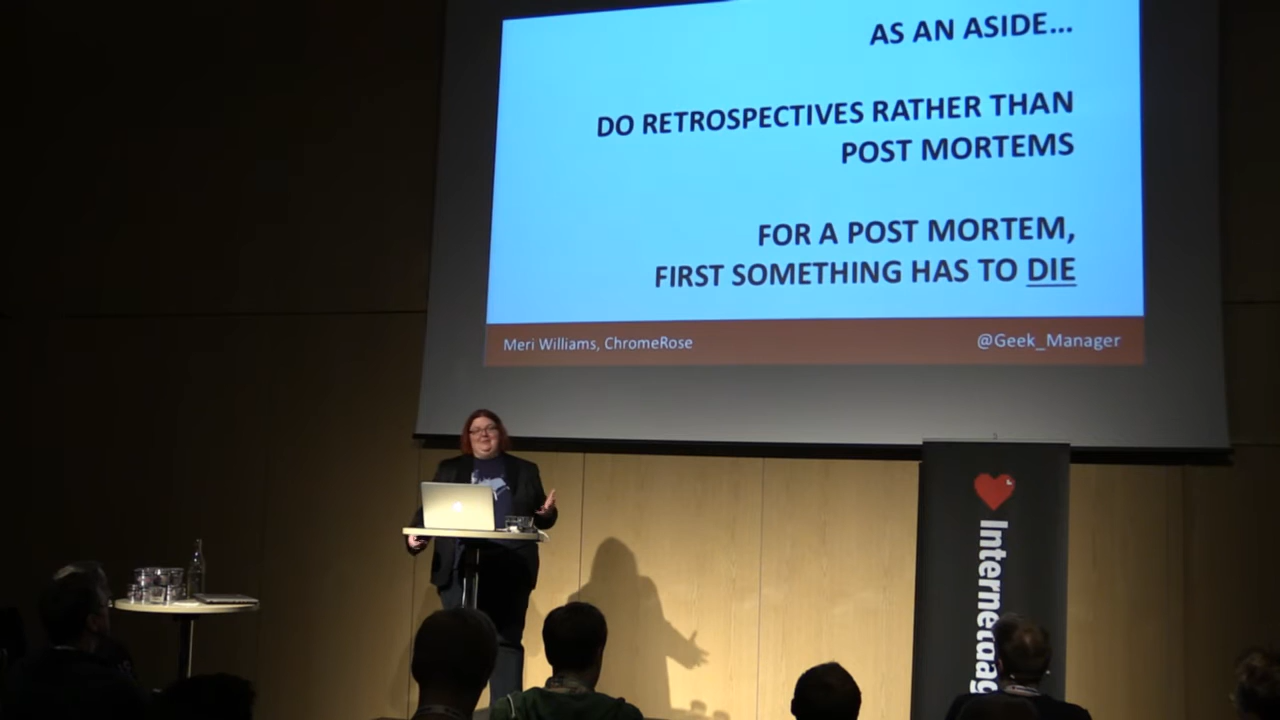 AS AN ASIDE...
DO RETROSPECTIVES RATHER THAN
POST MORTEMS
FOR A POST MORTEM,
FIRST SOMETHING HAS TO DIE
Meri Williams, ChromeRose
@Geek_Manager